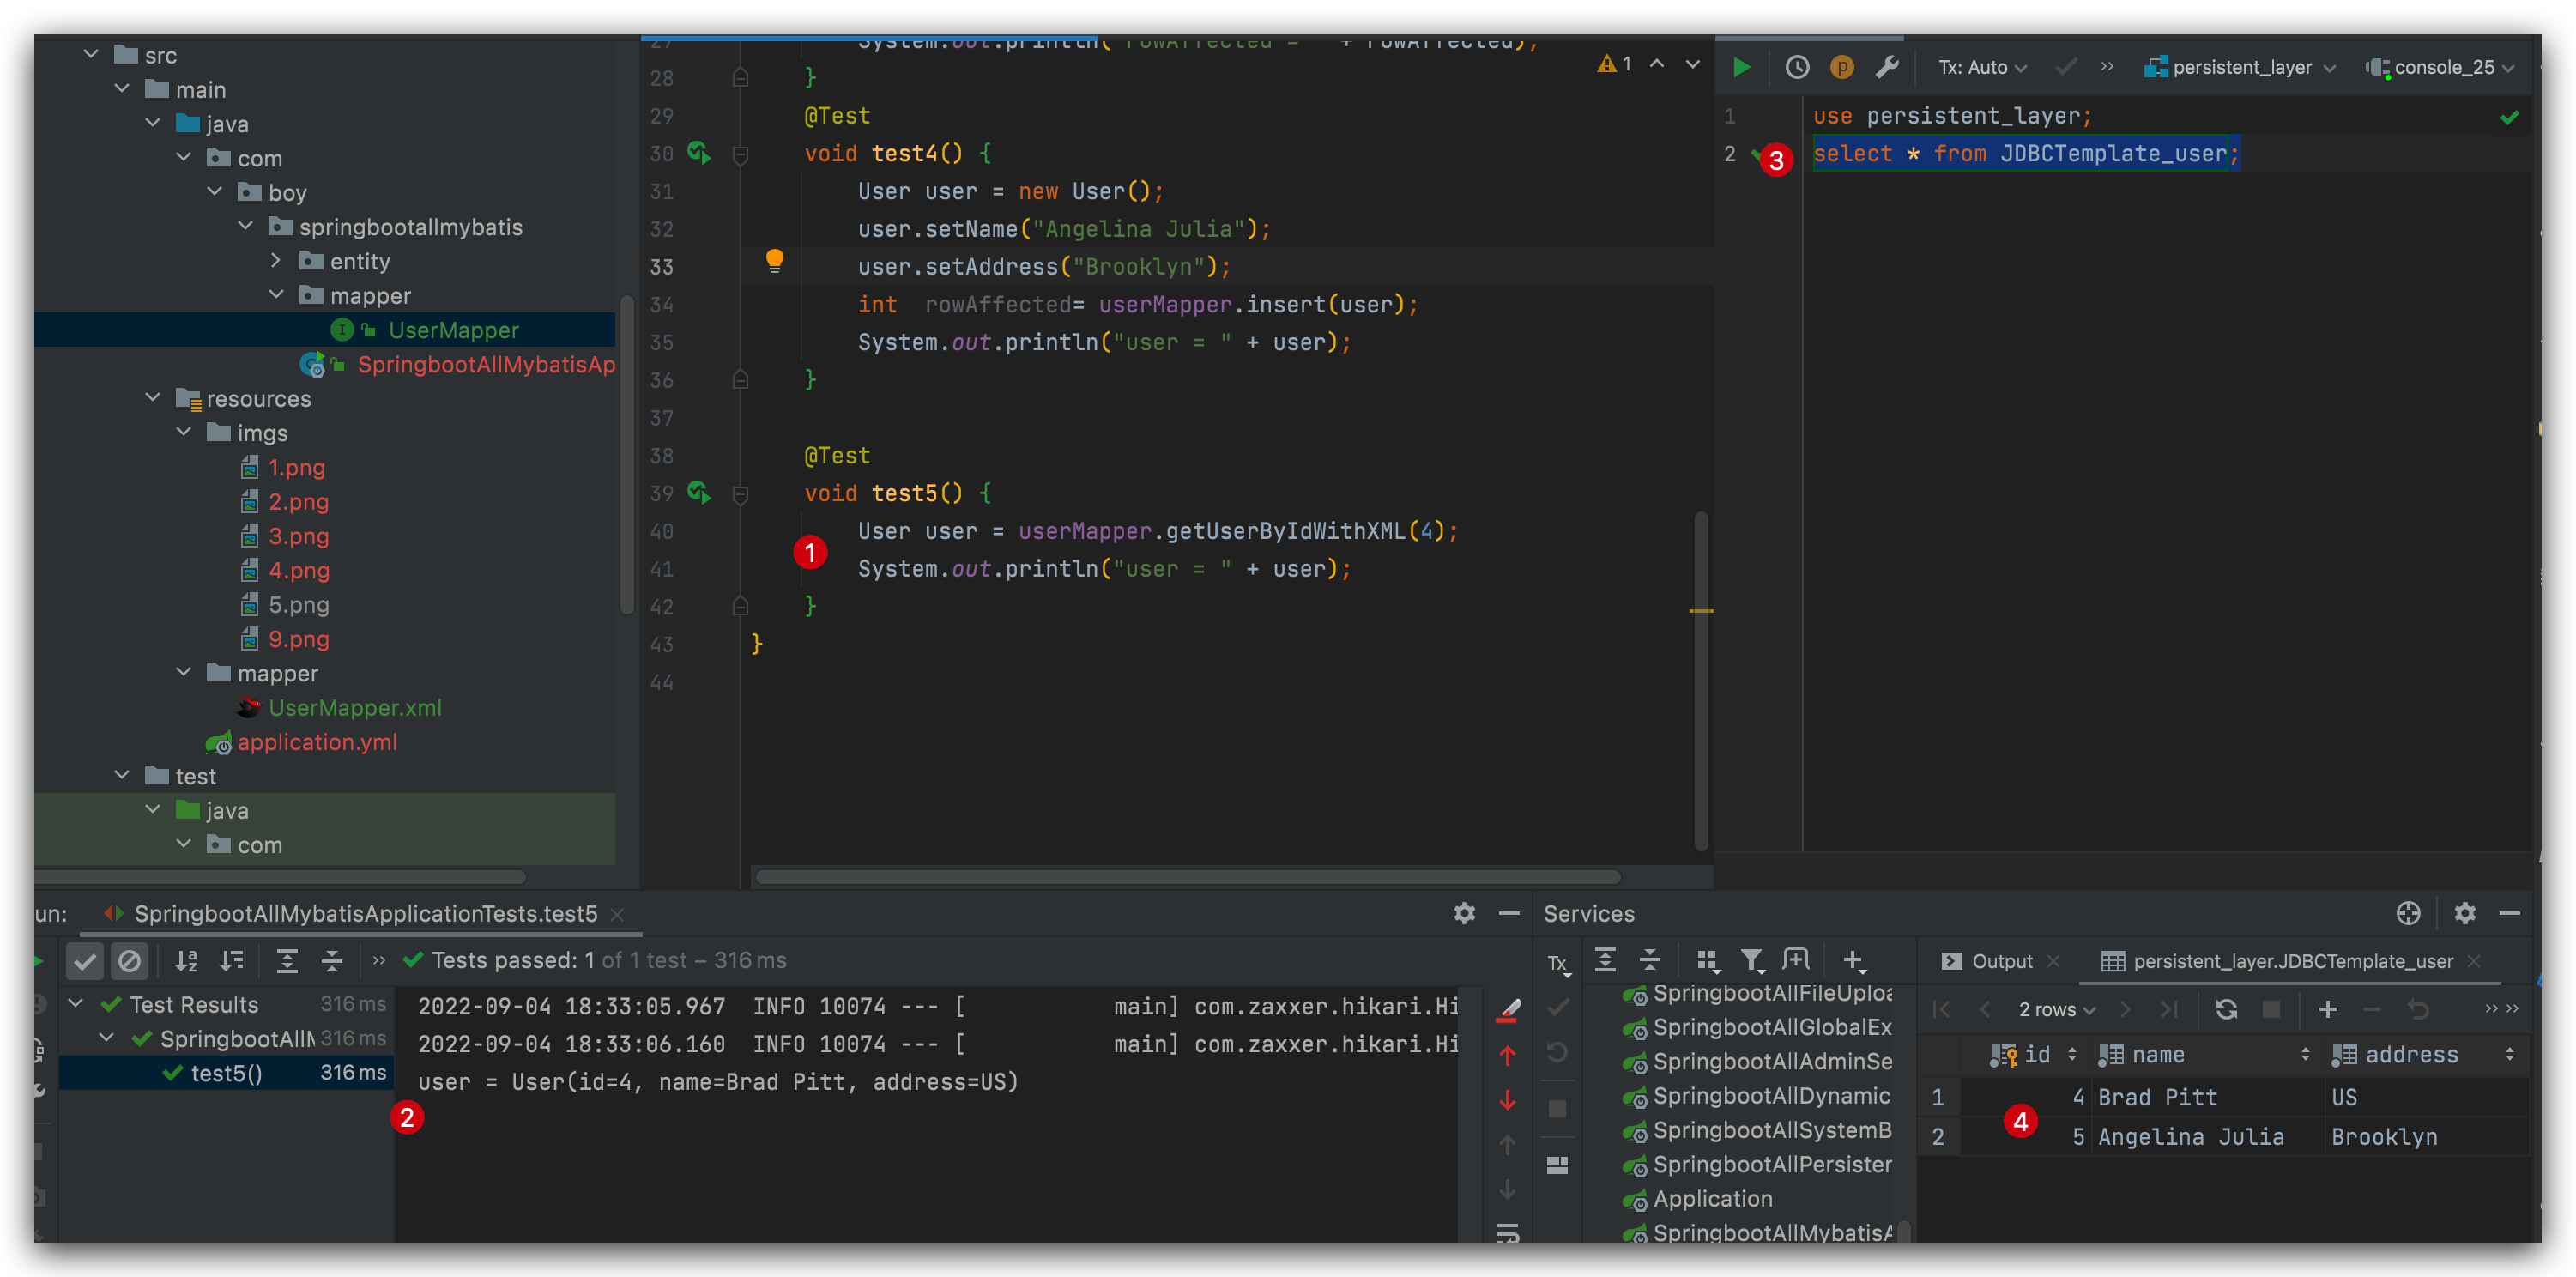 src
main
java
com
boy
springbootallmybatis
entity
mapper
UserMapper
SpringbootAllMybatisAp
resources
imgs
1.png
2.png
3.png
4.png
5.png
9.png
mapper
UserMapper.xml
application.yml
test
java
com
27 System.out.println("rowAffected = " + rowAffected);
28 }
29 @Test
30 void test4() {
31 User user = new User();
32 user.setName("Angelina Julia");
33 user.setAddress("Brooklyn");
34 int  rowAffected= userMapper.insert(user);
35 System.out.println("user = " + user);
36 }
37
38 @Test
39 void test5() {
40 User user = userMapper.getUserByIdWithXML(4);
1
41 System.out.println("user = " + user);
42 }
43 }
44
1
Tx: Auto
persistent_layer
console_25
1 use persistent_layer;
2 select * from JDBCTemplate_user;
3
un: SpringbootAllMybatisApplicationTests.test5
Tests passed: 1 of 1 test – 316 ms
Test Results 316 ms
SpringbootAllM 316 ms
test5() 316 ms
2022-09-04 18:33:05.967  INFO 10074 --- [           main] com.zaxxer.hikari.Hi
2022-09-04 18:33:06.160  INFO 10074 --- [           main] com.zaxxer.hikari.Hi
user = User(id=4, name=Brad Pitt, address=US)
2
Services
Tx
SpringbootAllFileUploa
SpringbootAllGlobalEx
SpringbootAllAdminSe
SpringbootAllDynamic
SpringbootAllSystemB
SpringbootAllPersister
Application
SpringbootAllMybatisA
Output
persistent_layer.JDBCTemplate_user
2 rows
id name address
1 4 Brad Pitt US
4
2 5 Angelina Julia Brooklyn